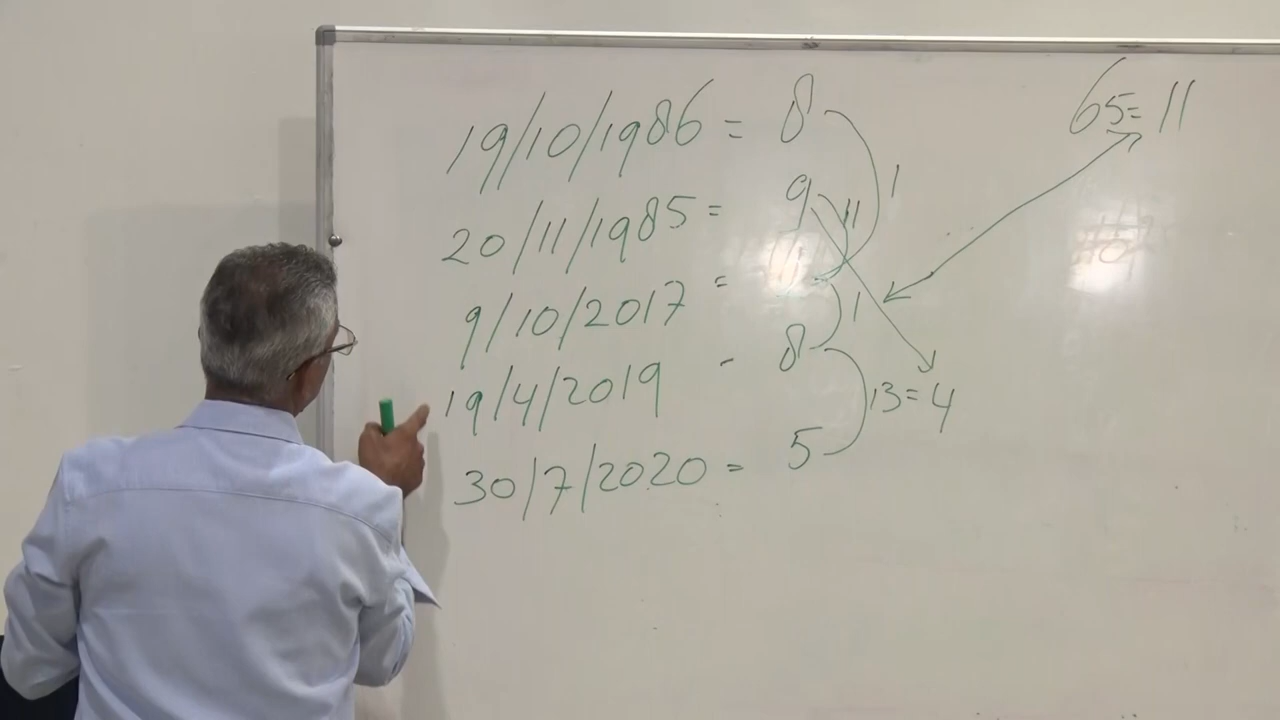 19/10/1986 = 8
20/11/1985 = 9
9/10/2017 =
19/4/2019 - 8
30/7/2020 = 5
1
11
1
13=4
65=11